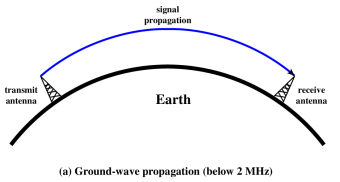 signal
propagation
transmit
antenna
Earth
receive
antenna
(a) Ground-wave propagation (below 2 MHz)